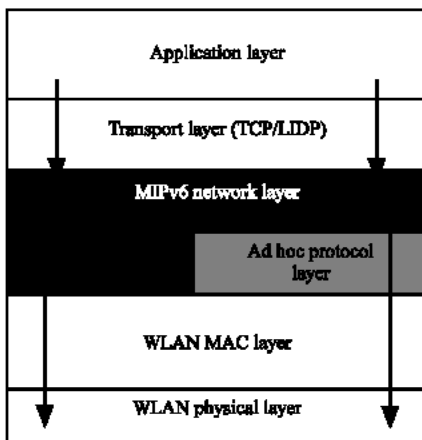 Application layer
Transport layer (TCP/LIDP)
MIPv6 network layer
Ad hoc protocol
layer
WLAN MAC layer
WLAN physical layer